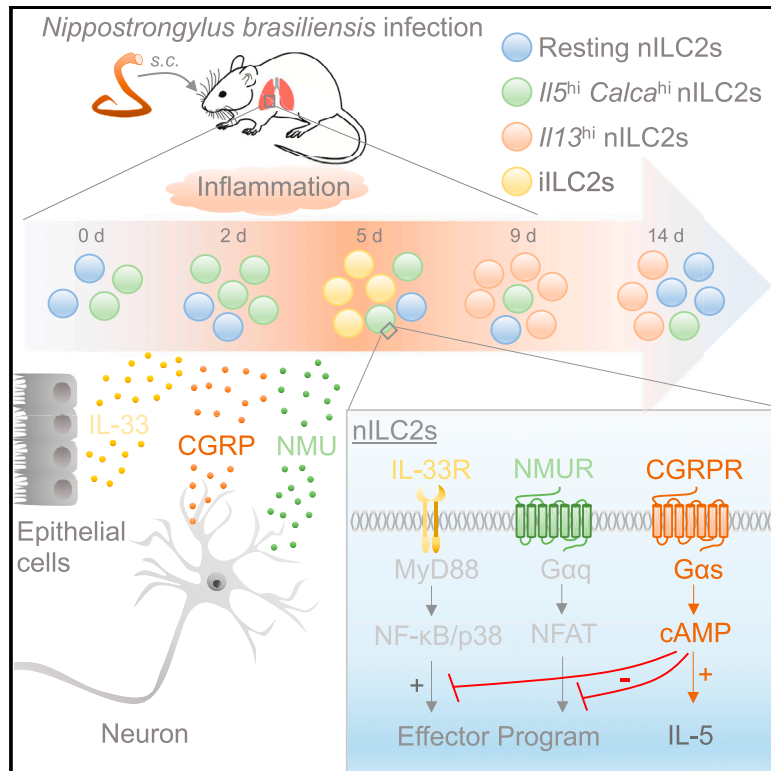 Nippostrongylus brasiliensis infection
s.c.
Resting nILC2s
Il5hi Calcahi nILC2s
Il13hi nILC2s
iILC2s
Inflammation
0 d
2 d
5 d
9 d
14 d
IL-33
CGRP
NMU
Epithelial
cells
Neuron
nILC2s
IL-33R
NMUR
CGRPR
MyD88
Gαq
Gαs
NF-κB/p38
NFAT
cAMP
+
-
+
Effector Program
IL-5